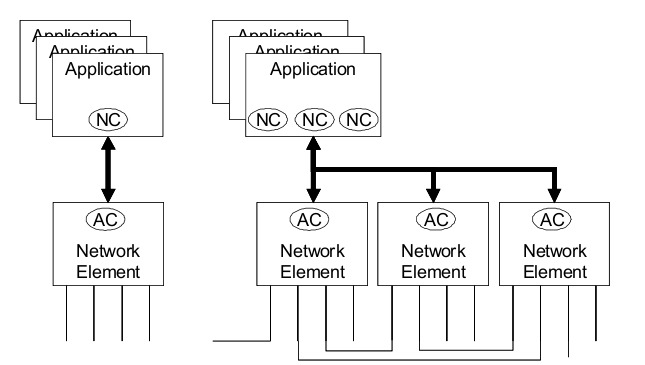 Application
Application
Application
NC
Application
Application
Application
NC NC NC
AC
Network
Element
AC
Network
Element
AC
Network
Element
AC
Network
Element